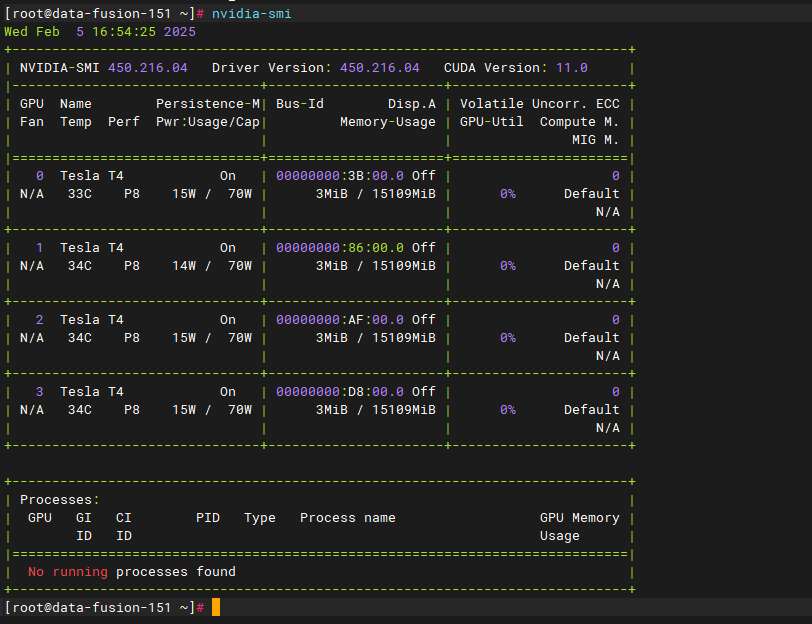 [root@data-fusion-151 ~]# nvidia-smi
Wed Feb  5 16:54:25 2025
+-----------------------------------------------------------------------------+
| NVIDIA-SMI 450.216.04   Driver Version: 450.216.04   CUDA Version: 11.0     |
|-------------------------------+----------------------+----------------------+
| GPU  Name        Persistence-M| Bus-Id        Disp.A | Volatile Uncorr. ECC |
| Fan  Temp  Perf  Pwr:Usage/Cap|         Memory-Usage | GPU-Util  Compute M. |
|                               |                      |               MIG M. |
|===============================+======================+======================|
|   0  Tesla T4            On   | 00000000:3B:00.0 Off |                    0 |
| N/A   33C    P8    15W /  70W |      3MiB / 15109MiB |      0%      Default |
|                               |                      |                  N/A |
+-------------------------------+----------------------+----------------------+
|   1  Tesla T4            On   | 00000000:86:00.0 Off |                    0 |
| N/A   34C    P8    14W /  70W |      3MiB / 15109MiB |      0%      Default |
|                               |                      |                  N/A |
+-------------------------------+----------------------+----------------------+
|   2  Tesla T4            On   | 00000000:AF:00.0 Off |                    0 |
| N/A   34C    P8    15W /  70W |      3MiB / 15109MiB |      0%      Default |
|                               |                      |                  N/A |
+-------------------------------+----------------------+----------------------+
|   3  Tesla T4            On   | 00000000:D8:00.0 Off |                    0 |
| N/A   34C    P8    15W /  70W |      3MiB / 15109MiB |      0%      Default |
|                               |                      |                  N/A |
+-------------------------------+----------------------+----------------------+

+-----------------------------------------------------------------------------+
| Processes:                                                                  |
|  GPU   GI   CI        PID   Type   Process name                  GPU Memory |
|        ID   ID                                                   Usage      |
|=============================================================================|
|  No running processes found                                                 |
+-----------------------------------------------------------------------------+
[root@data-fusion-151 ~]#